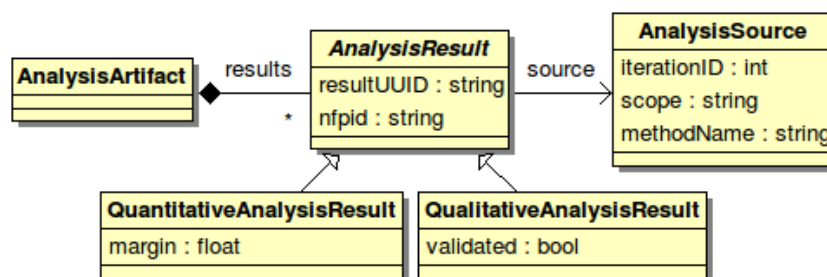 AnalysisArtifact
results
*
AnalysisResult
resultUUID : string
nfpid : string
source
AnalysisSource
iterationID : int
scope : string
methodName : string
QuantitativeAnalysisResult
margin : float
QualitativeAnalysisResult
validated : bool